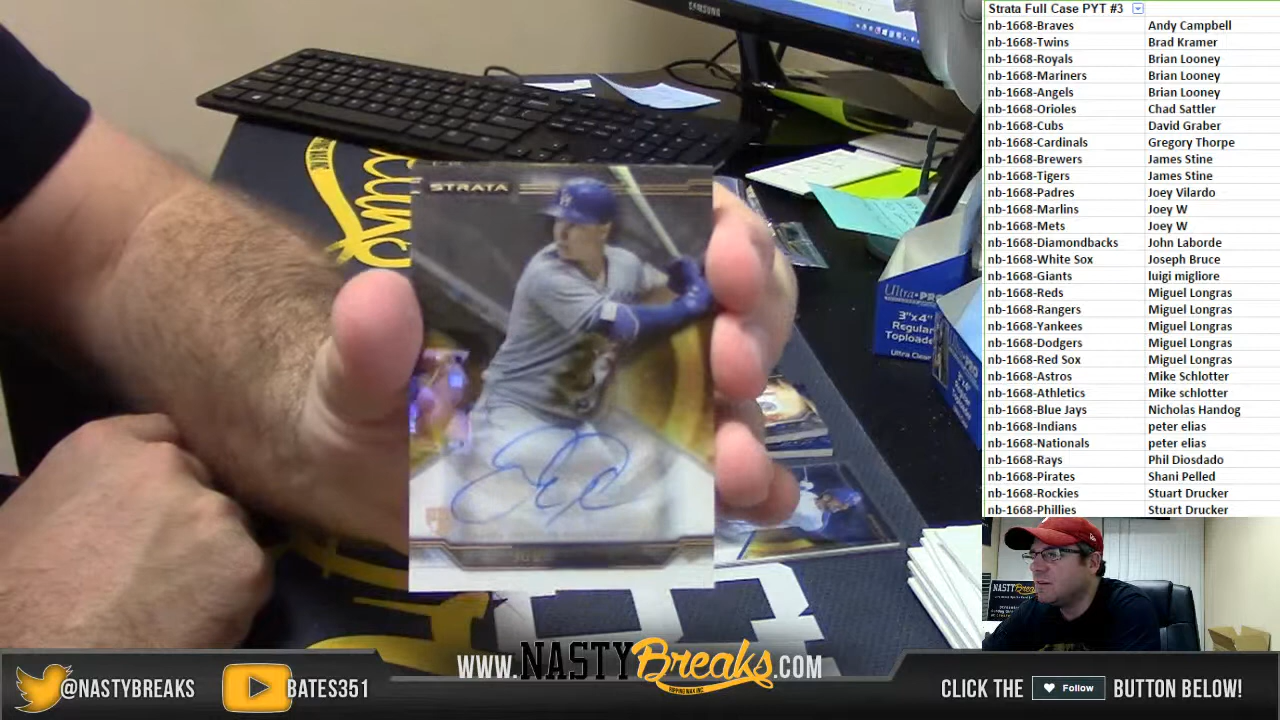 SAMSUNG
STRATA
Ultra·PRO
3"x4"
Regular
Toploade
Ultra Clear
Strata Full Case PYT #3
nb-1668-Braves Andy Campbell
nb-1668-Twins Brad Kramer
nb-1668-Royals Brian Looney
nb-1668-Mariners Brian Looney
nb-1668-Angels Brian Looney
nb-1668-Orioles Chad Sattler
nb-1668-Cubs David Graber
nb-1668-Cardinals Gregory Thorpe
nb-1668-Brewers James Stine
nb-1668-Tigers James Stine
nb-1668-Padres Joey Vilardo
nb-1668-Marlins Joey W
nb-1668-Mets Joey W
nb-1668-Diamondbacks John Laborde
nb-1668-White Sox Joseph Bruce
nb-1668-Giants luigi migliore
nb-1668-Reds Miguel Longras
nb-1668-Rangers Miguel Longras
nb-1668-Yankees Miguel Longras
nb-1668-Dodgers Miguel Longras
nb-1668-Red Sox Miguel Longras
nb-1668-Astros Mike Schlotter
nb-1668-Athletics Mike schlotter
nb-1668-Blue Jays Nicholas Handog
nb-1668-Indians peter elias
nb-1668-Nationals peter elias
nb-1668-Rays Phil Diosdado
nb-1668-Pirates Shani Pelled
nb-1668-Rockies Stuart Drucker
nb-1668-Phillies Stuart Drucker
NASTY Breaks
@NASTYBREAKS
BATES351
WWW.NASTYBreaks.COM
RIPPING WAX INC.
CLICK THE Follow BUTTON BELOW!